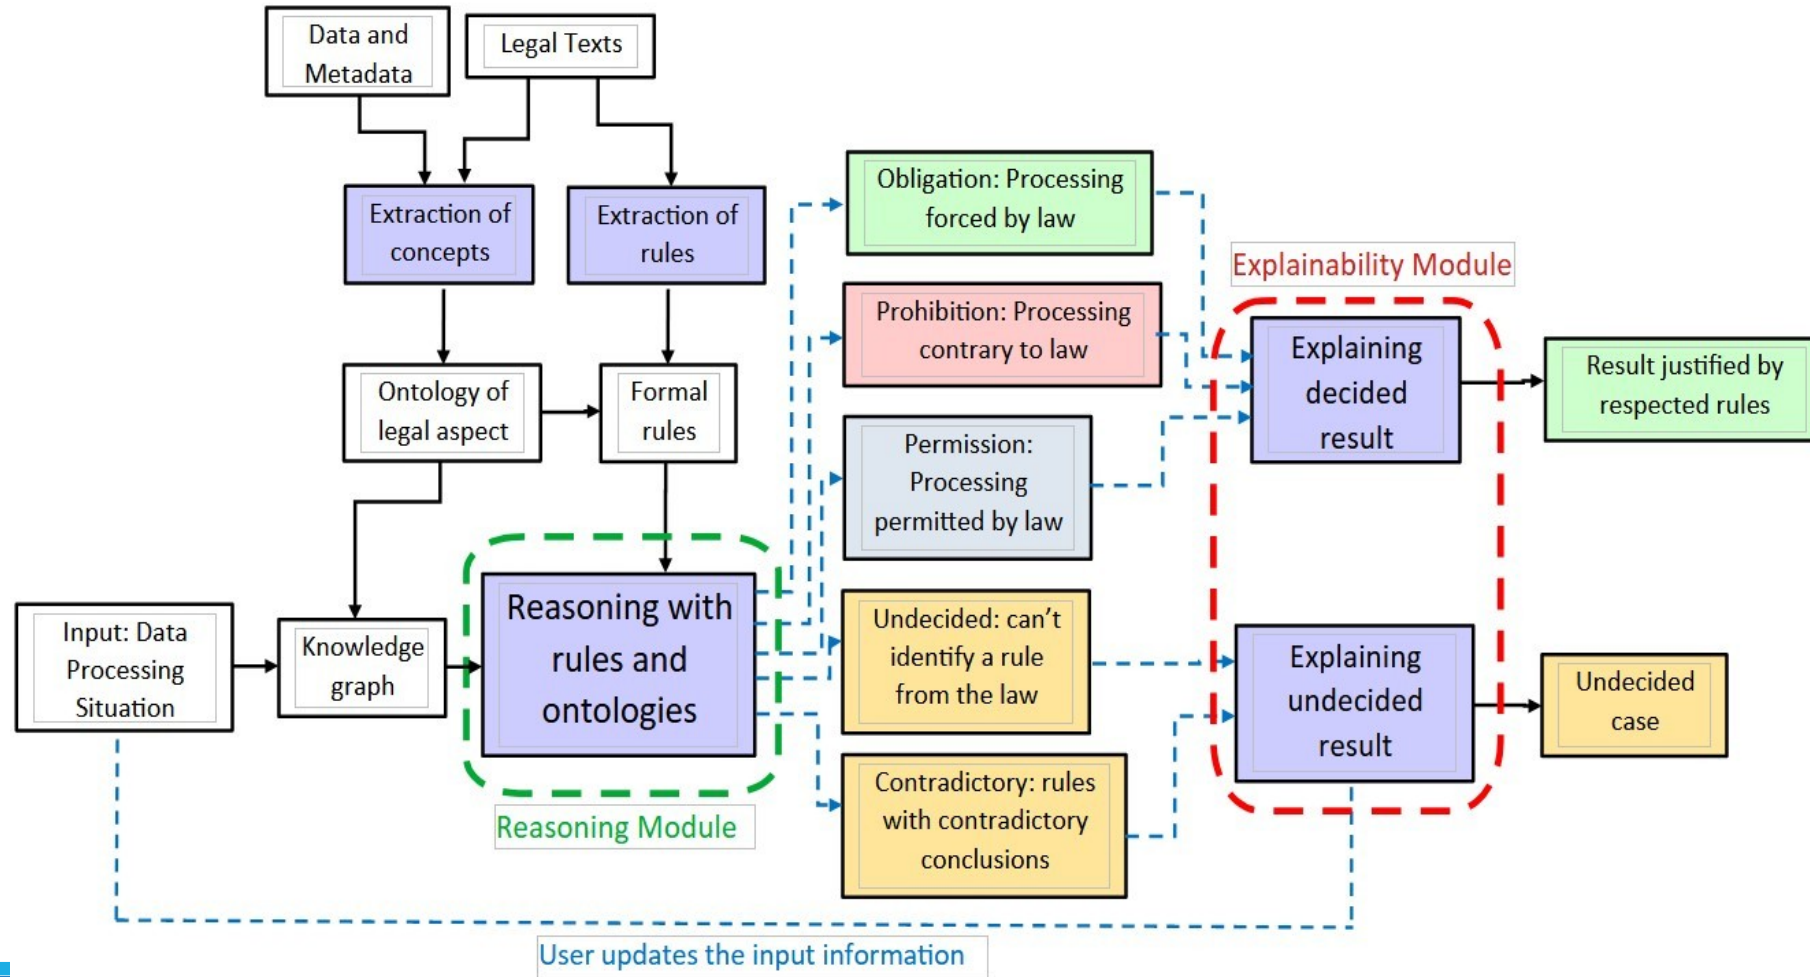 Data and
Metadata
Legal Texts
Extraction of
concepts
Extraction of
rules
Obligation: Processing
forced by law
Explainability Module
Prohibition: Processing
contrary to law
Explaining
decided
result
Result justified by
respected rules
Ontology of
legal aspect
Formal
rules
Permission:
Processing
permitted by law
Input: Data
Processing
Situation
Knowledge
graph
Reasoning with
rules and
ontologies
Undecided: can’t
identify a rule
from the law
Explaining
undecided
result
Undecided
case
Reasoning Module
Contradictory: rules
with contradictory
conclusions
User updates the input information